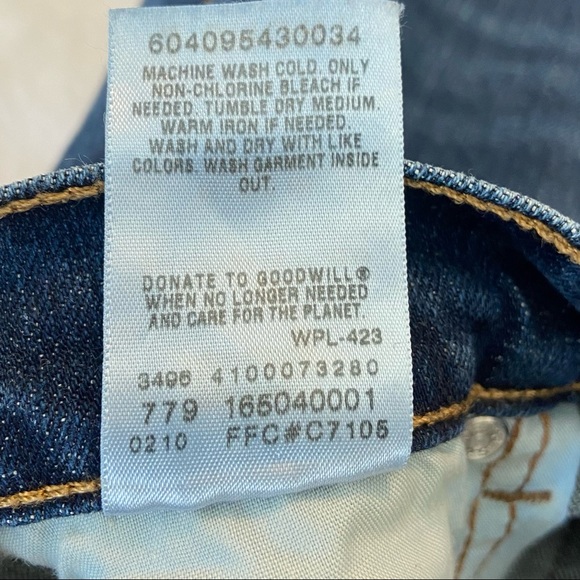 604095430034
MACHINE WASH COLD. ONLY
NON-CHLORINE BLEACH IF
NEEDED. TUMBLE DRY MEDIUM.
WARM IRON IF NEEDED.
WASH AND DRY WITH LIKE
COLORS. WASH GARMENT INSIDE
OUT.
DONATE TO GOODWILL®
WHEN NO LONGER NEEDED
AND CARE FOR THE PLANET.
WPL-423
3496 4100073280
779 165040001
0210 FFC#C7105